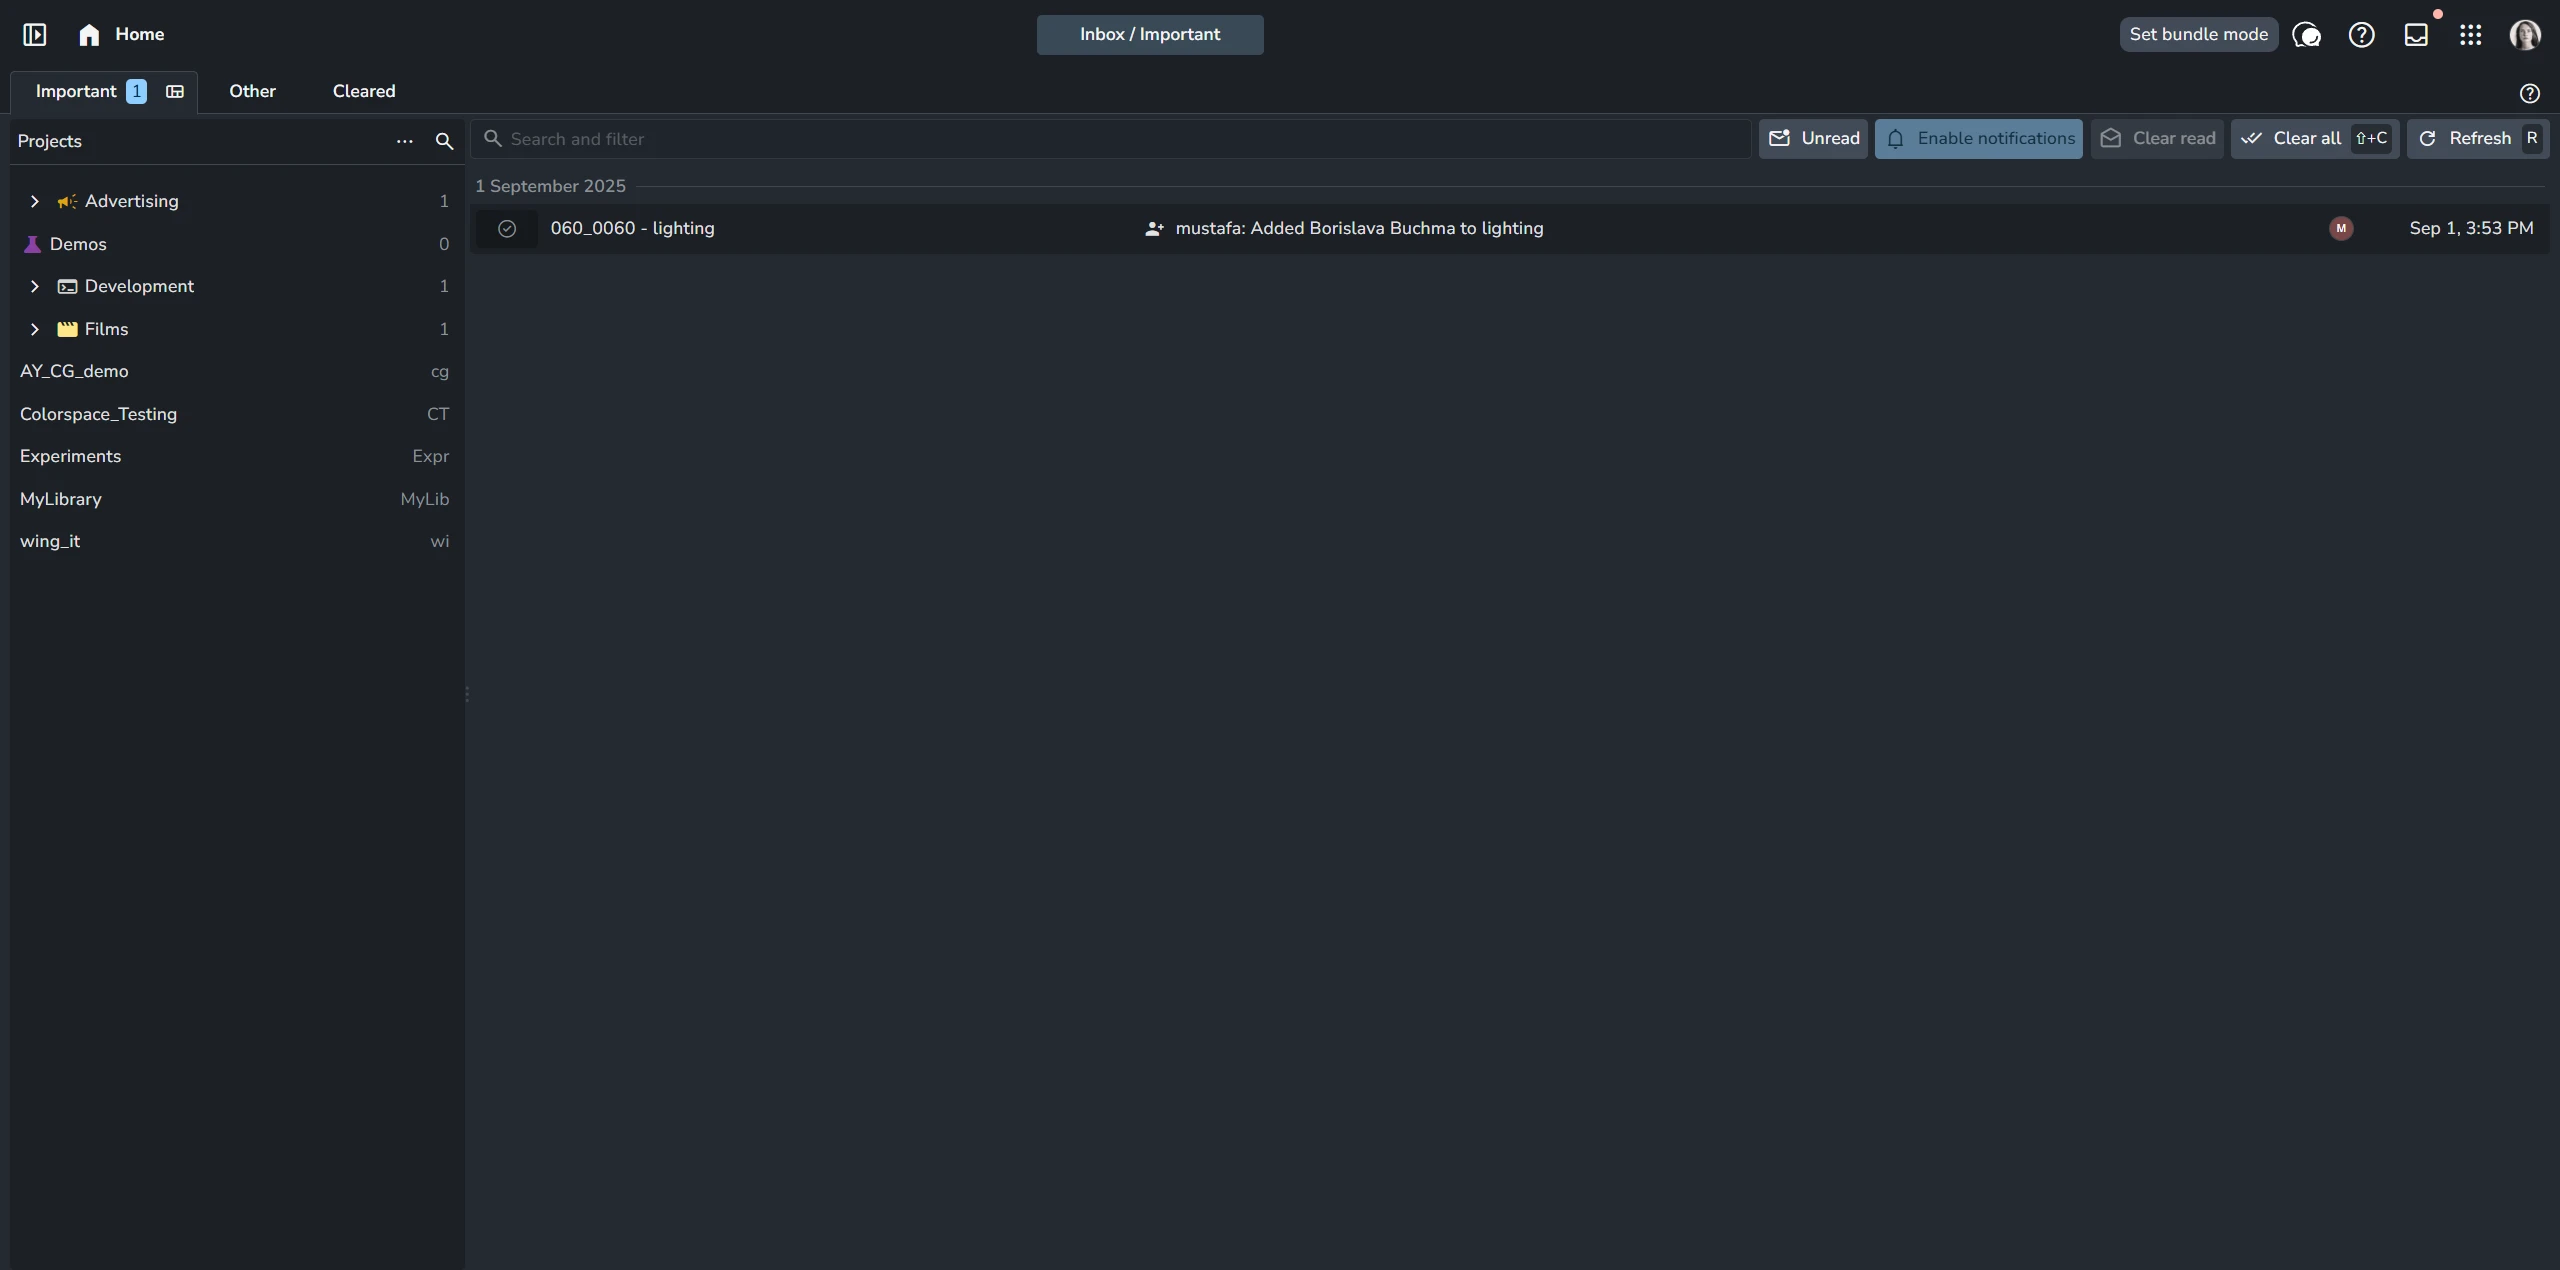 Home
Inbox / Important
Set bundle mode
Important 1
Other
Cleared
Projects
Search and filter
Unread
Enable notifications
Clear read
Clear all ⇧+C
Refresh R
Advertising 1
Demos 0
Development 1
Films 1
AY_CG_demo cg
Colorspace_Testing CT
Experiments Expr
MyLibrary MyLib
wing_it wi
1 September 2025
060_0060 - lighting
mustafa: Added Borislava Buchma to lighting
M
Sep 1, 3:53 PM